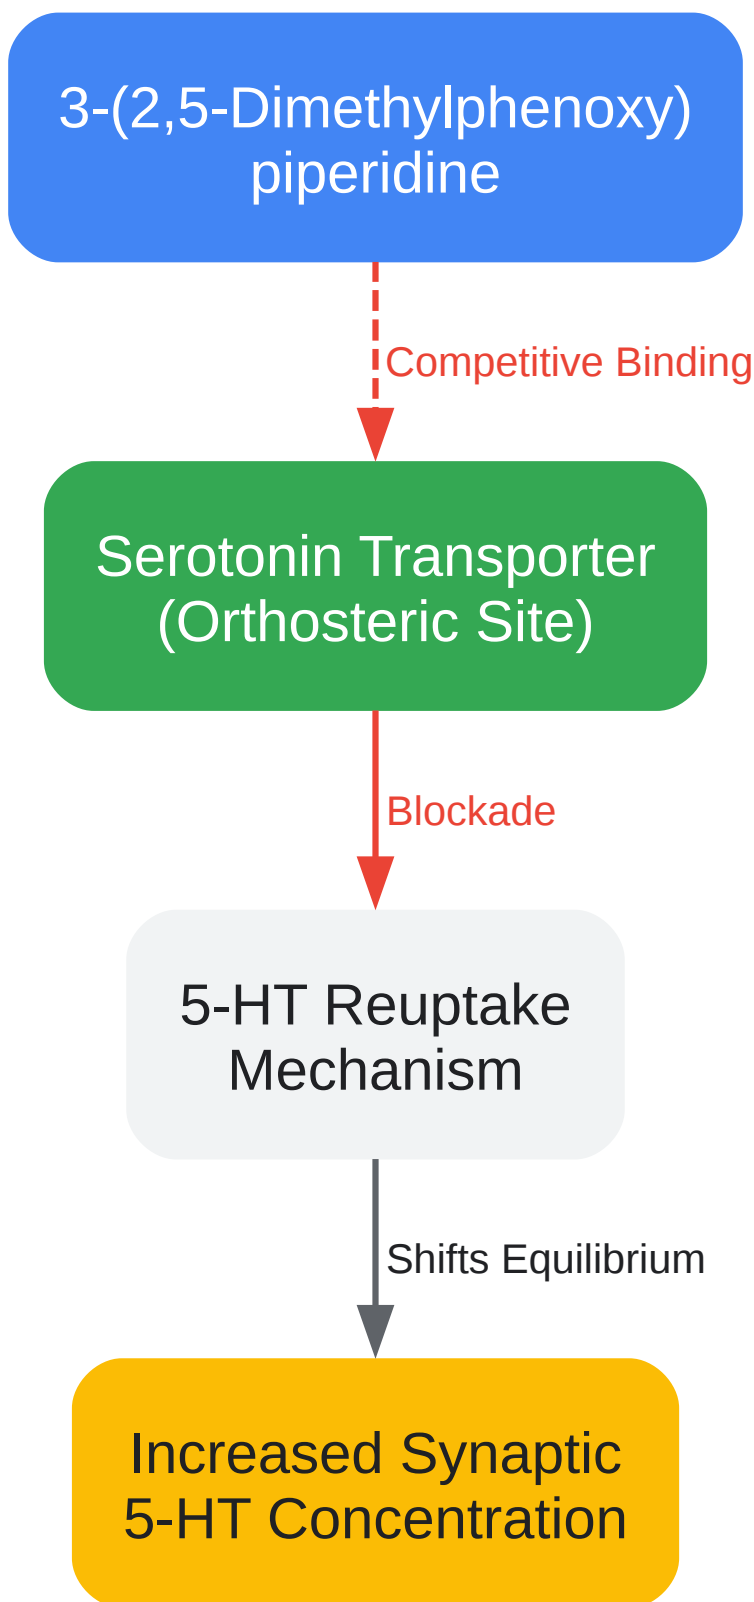 3-(2,5-Dimethylphenoxy)
piperidine
Competitive Binding
Serotonin Transporter
(Orthosteric Site)
Blockade
5-HT Reuptake
Mechanism
Shifts Equilibrium
Increased Synaptic
5-HT Concentration